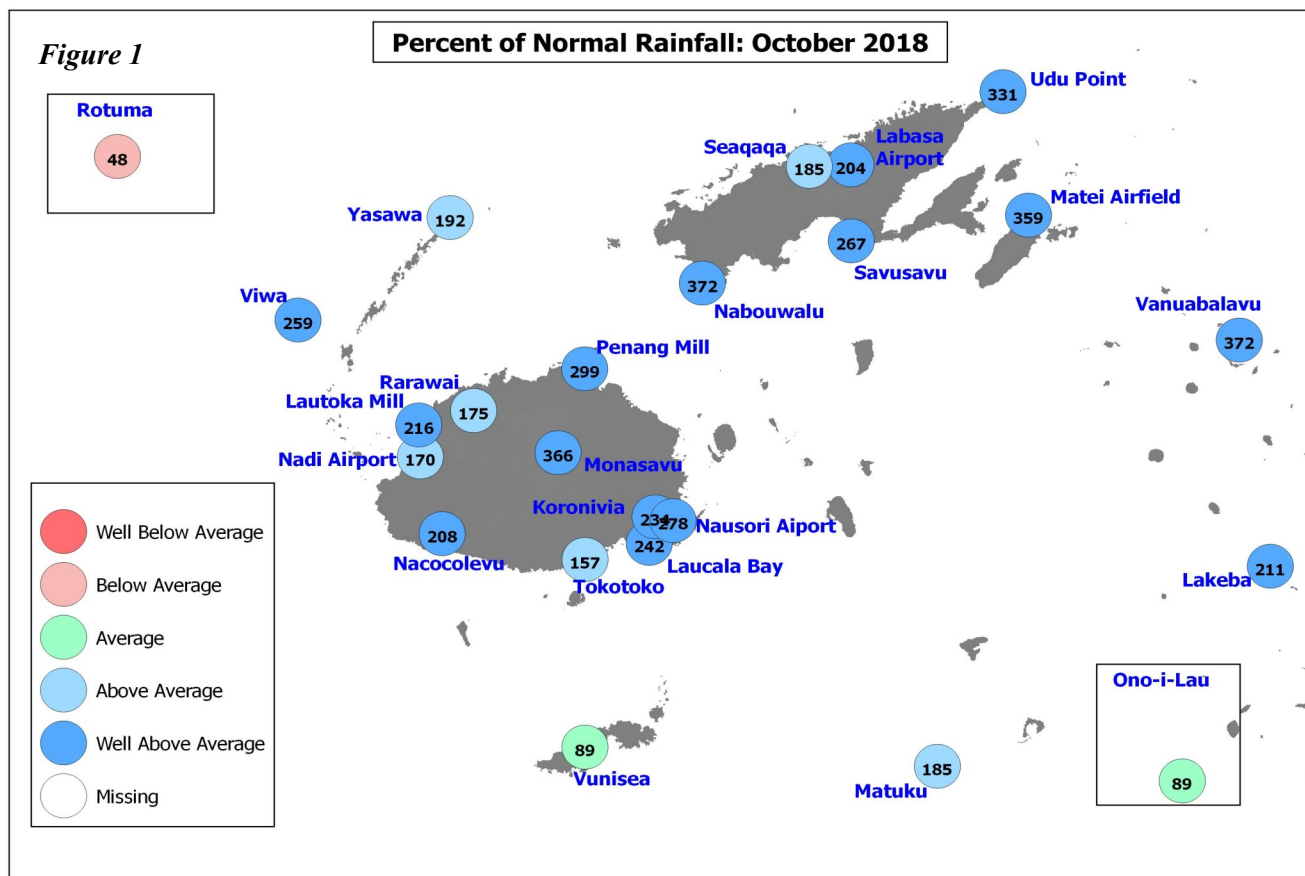 Figure 1
Percent of Normal Rainfall: October 2018
Rotuma
48
Udu Point
331
Seaqaqa
185
Labasa
Airport
204
Yasawa
192
Matei Airfield
359
267
Savusavu
372
Nabouwalu
Viwa
259
Vanuabalavu
372
Penang Mill
299
Rarawai
175
Lautoka Mill
216
Nadi Airport
170
366
Monasavu
Koronivia
234
278
Nausori Aiport
242
Laucala Bay
208
Nacocolevu
157
Tokotoko
Lakeba
211
Well Below Average
Below Average
Average
Above Average
Well Above Average
Missing
89
Vunisea
185
Matuku
Ono-i-Lau
89